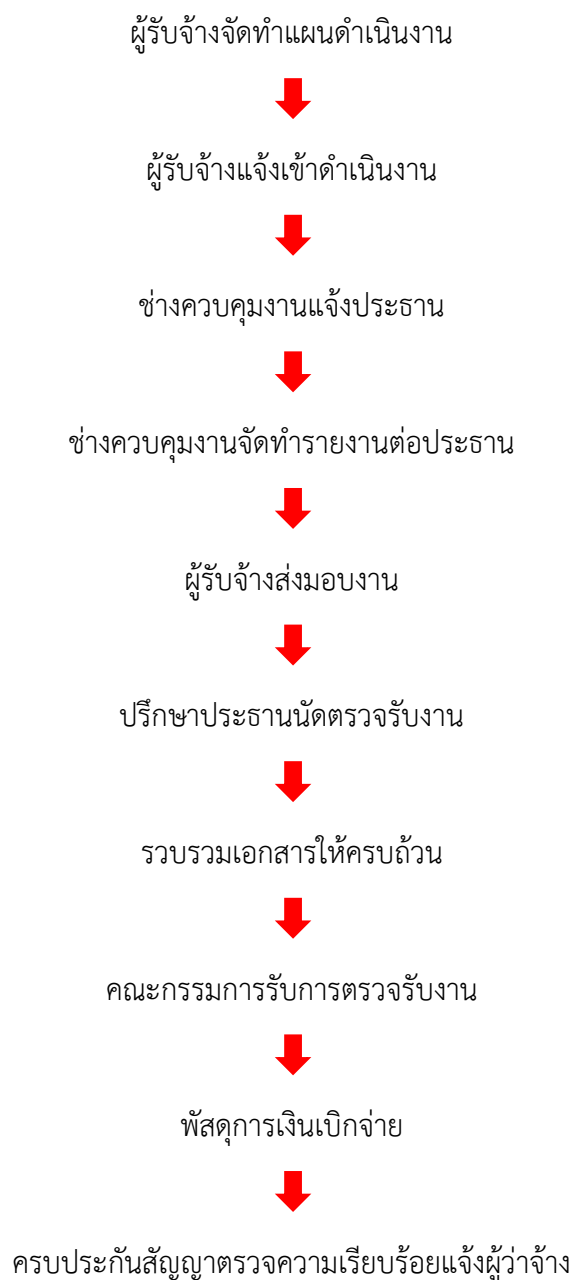 ผู้รับจ้างจัดทำแผนดำเนินงาน
ผู้รับจ้างแจ้งเข้าดำเนินงาน
ช่างควบคุมงานแจ้งประธาน
ช่างควบคุมงานจัดทำรายงานต่อประธาน
ผู้รับจ้างส่งมอบงาน
ปรึกษาประธานนัดตรวจรับงาน
รวบรวมเอกสารให้ครบถ้วน
คณะกรรมการรับการตรวจรับงาน
พัสดุการเงินเบิกจ่าย
ครบประกันสัญญาตรวจความเรียบร้อยแจ้งผู้ว่าจ้าง